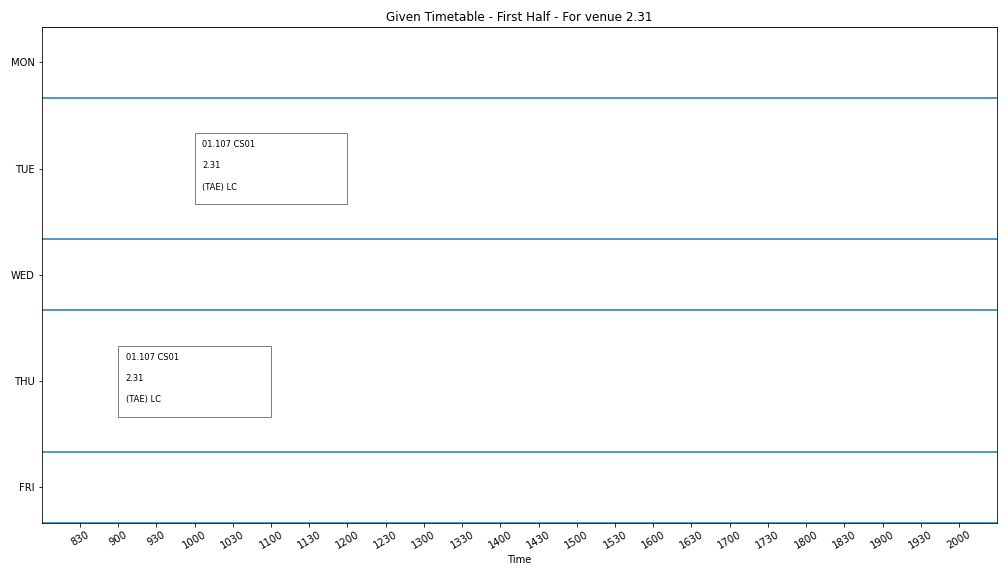 Given Timetable - First Half - For venue 2.31
MON
TUE
01.107 CS01
2.31
(TAE) LC
WED
THU
01.107 CS01
2.31
(TAE) LC
FRI
830 900 930 1000 1030 1100 1130 1200 1230 1300 1330 1400 1430 1500 1530 1600 1630 1700 1730 1800 1830 1900 1930 2000
Time